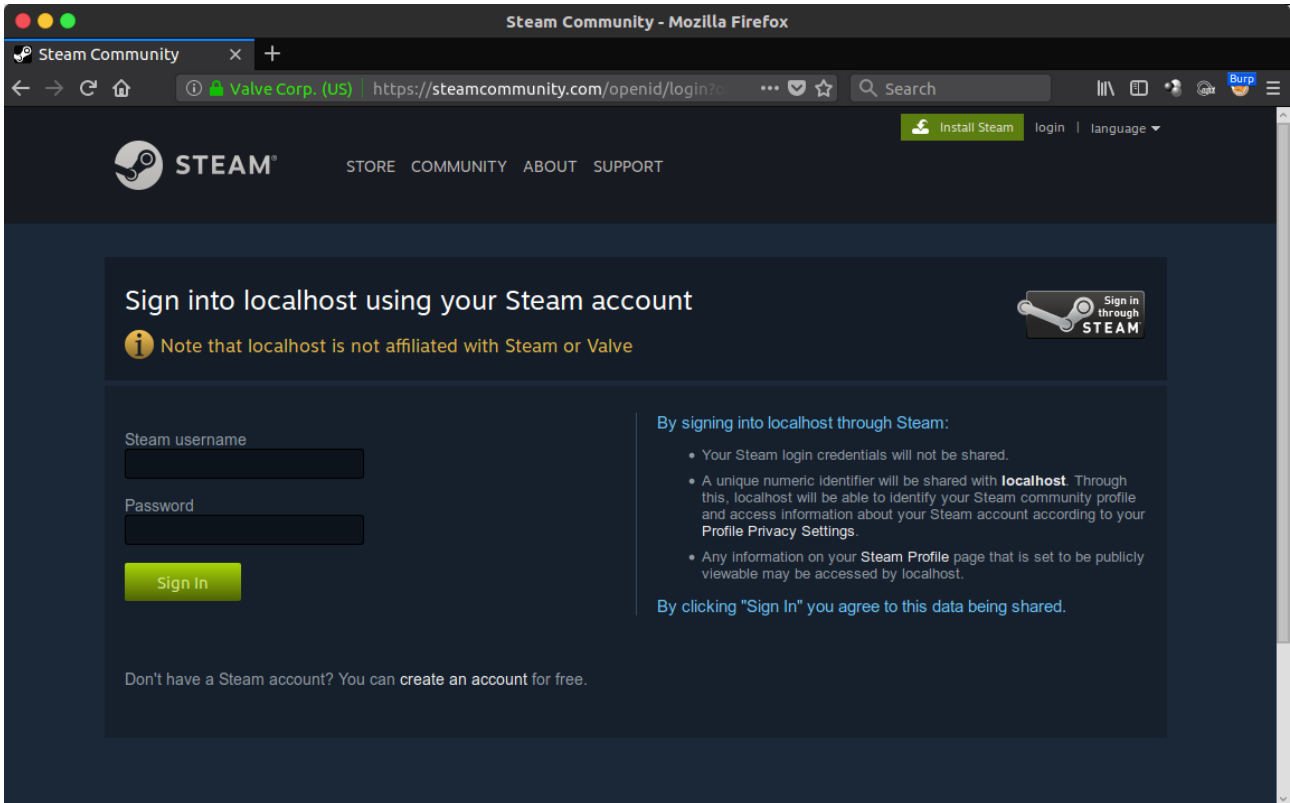 Steam Community - Mozilla Firefox
Steam Community
Valve Corp. (US) https://steamcommunity.com/openid/login? Search Burp
Install Steam login | language
STEAM® STORE COMMUNITY ABOUT SUPPORT
Sign into localhost using your Steam account
Note that localhost is not affiliated with Steam or Valve
Sign in
through
STEAM
Steam username
Password
Sign In
By signing into localhost through Steam:
• Your Steam login credentials will not be shared.
• A unique numeric identifier will be shared with localhost. Through
this, localhost will be able to identify your Steam community profile
and access information about your Steam account according to your
Profile Privacy Settings.
• Any information on your Steam Profile page that is set to be publicly
viewable may be accessed by localhost.
By clicking "Sign In" you agree to this data being shared.
Don't have a Steam account? You can create an account for free.